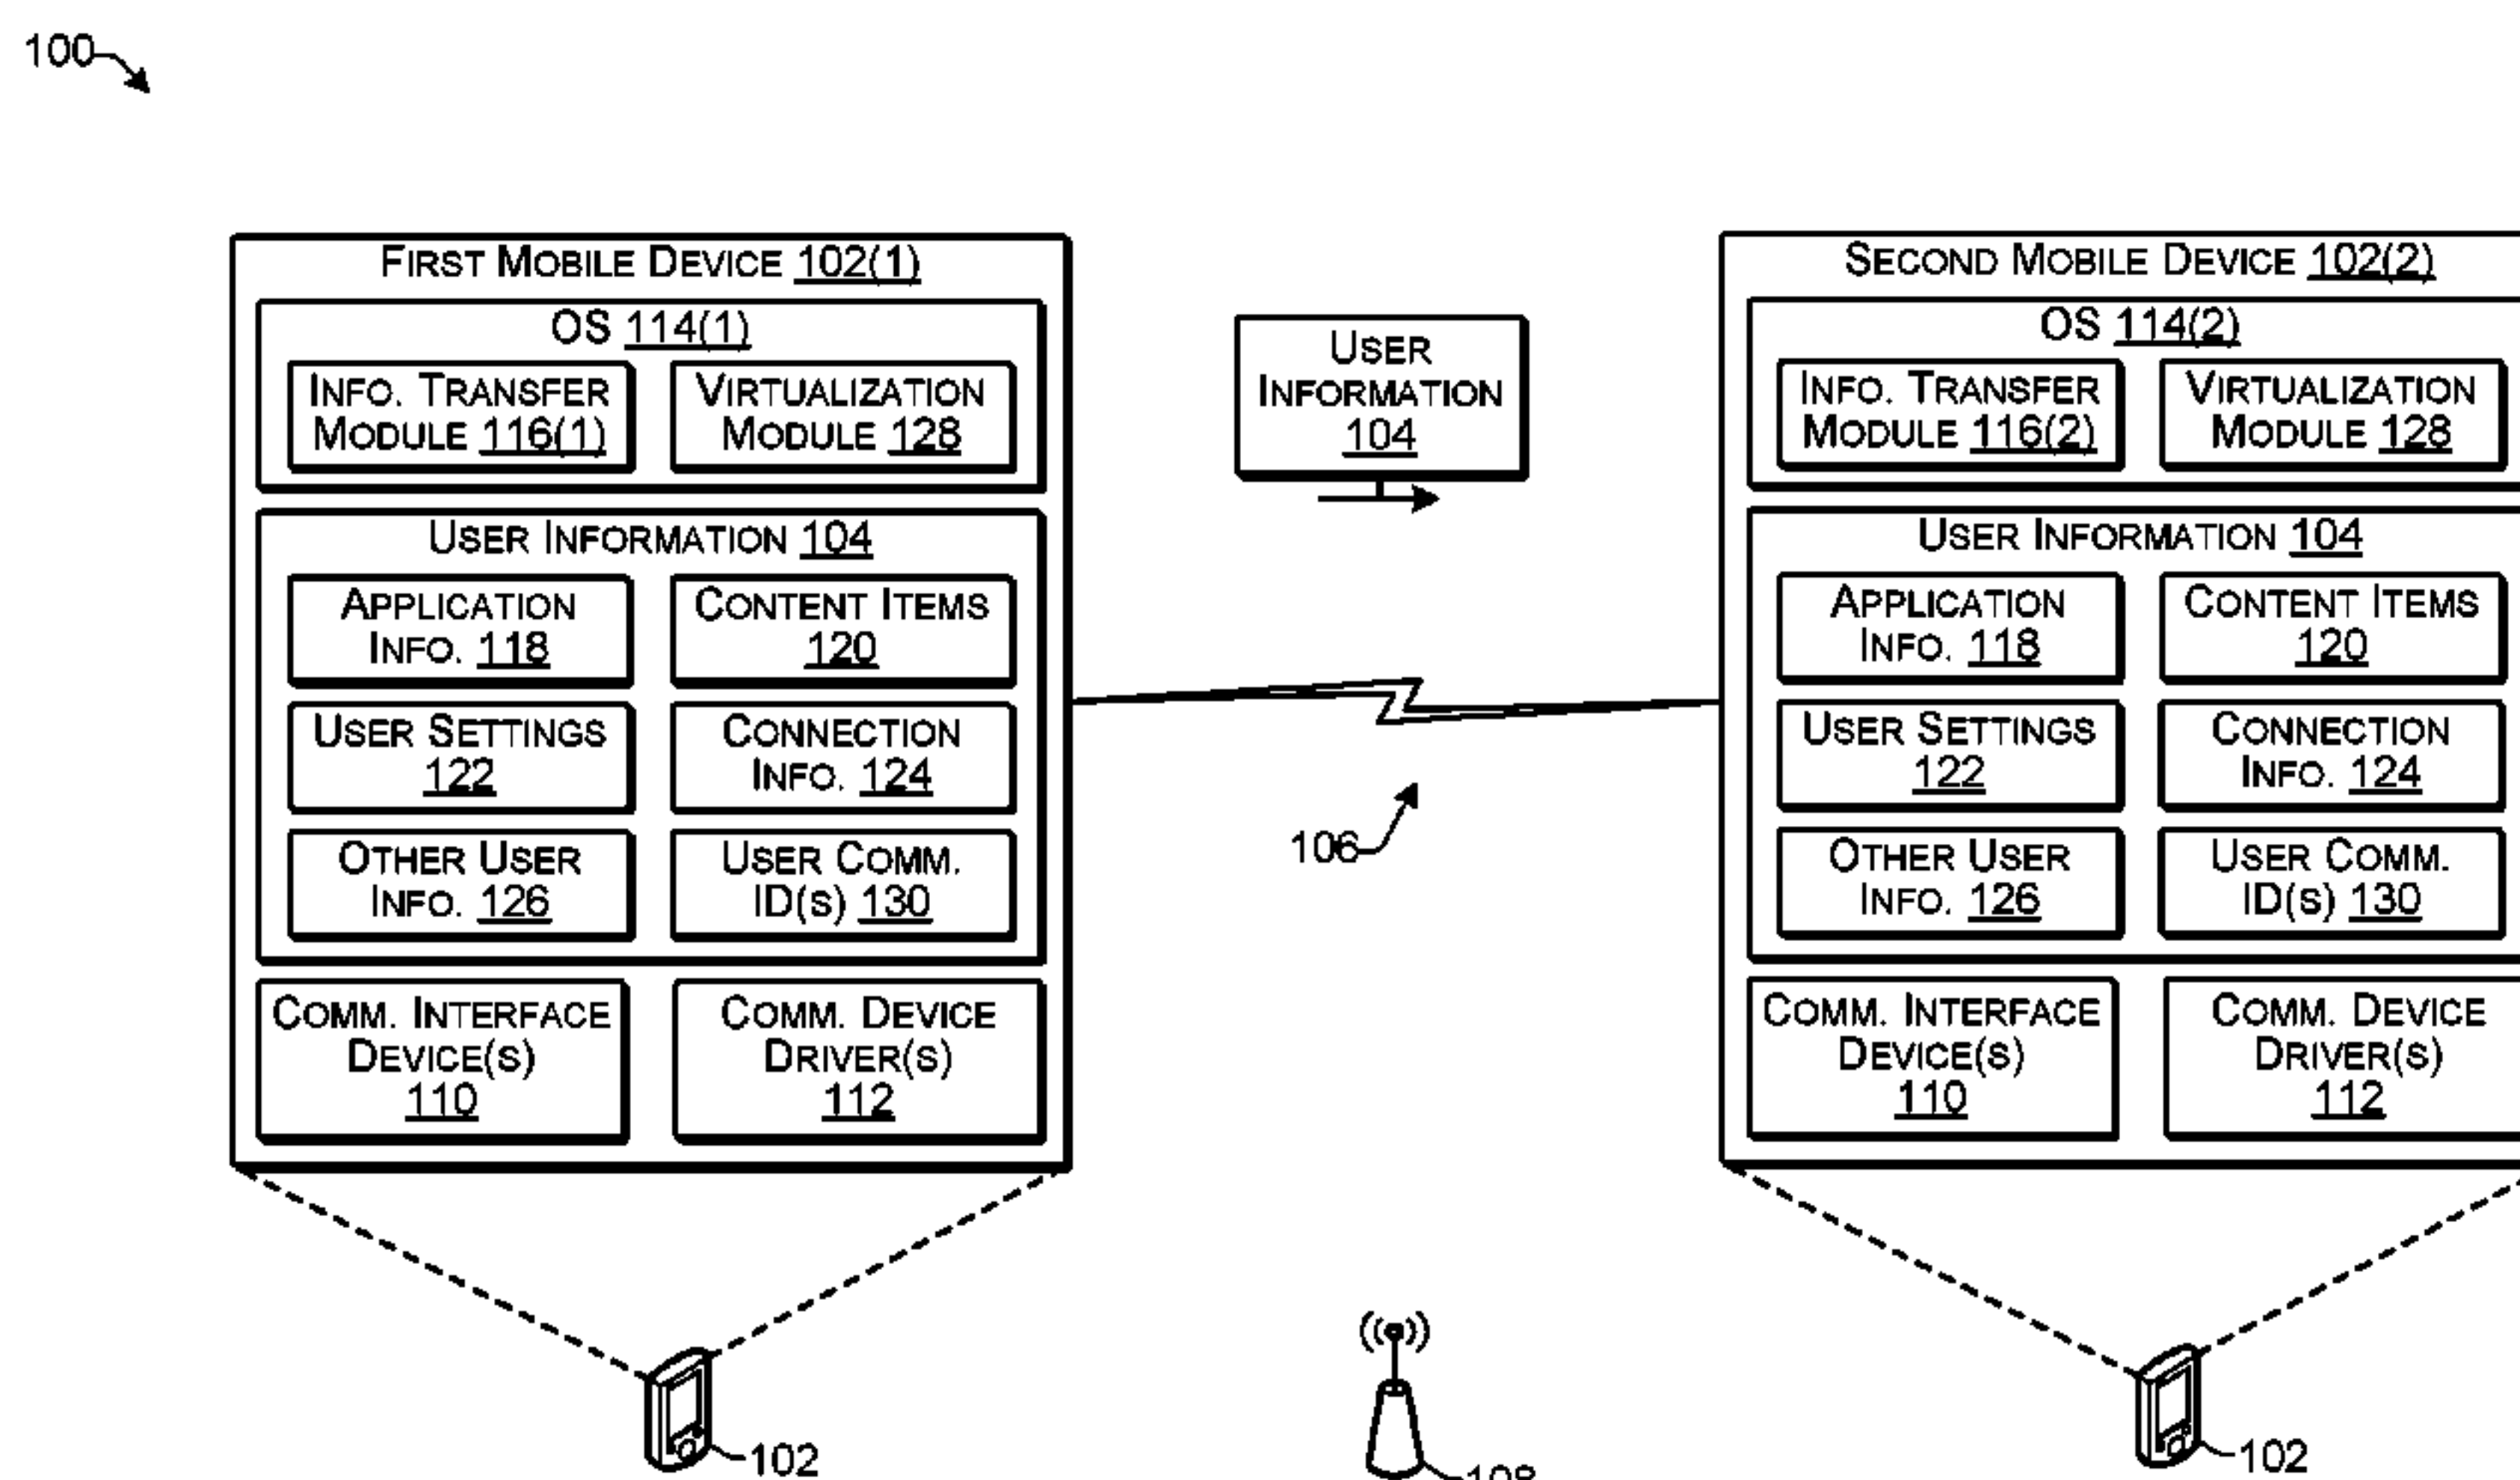 100
FIRST MOBILE DEVICE 102(1)
OS 114(1)
INFO. TRANSFER
MODULE 116(1)
VIRTUALIZATION
MODULE 128
USER INFORMATION 104
APPLICATION
INFO. 118
CONTENT ITEMS
120
USER SETTINGS
122
CONNECTION
INFO. 124
OTHER USER
INFO. 126
USER COMM.
ID(S) 130
COMM. INTERFACE
DEVICE(S)
110
COMM. DEVICE
DRIVER(S)
112
102
USER
INFORMATION
104
106
108
SECOND MOBILE DEVICE 102(2)
OS 114(2)
INFO. TRANSFER
MODULE 116(2)
VIRTUALIZATION
MODULE 128
USER INFORMATION 104
APPLICATION
INFO. 118
CONTENT ITEMS
120
USER SETTINGS
122
CONNECTION
INFO. 124
OTHER USER
INFO. 126
USER COMM.
ID(S) 130
COMM. INTERFACE
DEVICE(S)
110
COMM. DEVICE
DRIVER(S)
112
102